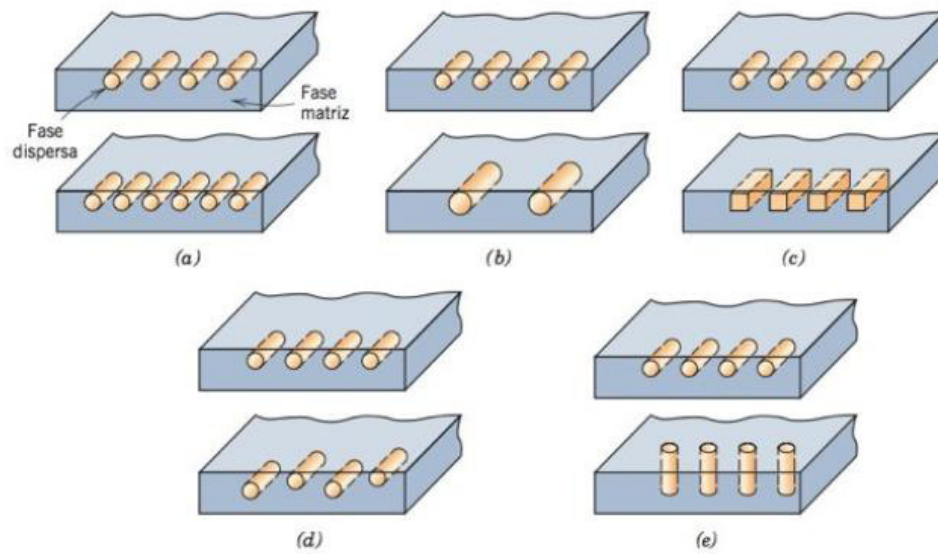 Fase
matriz
Fase
dispersa
(a)
(b)
(c)
(d)
(e)